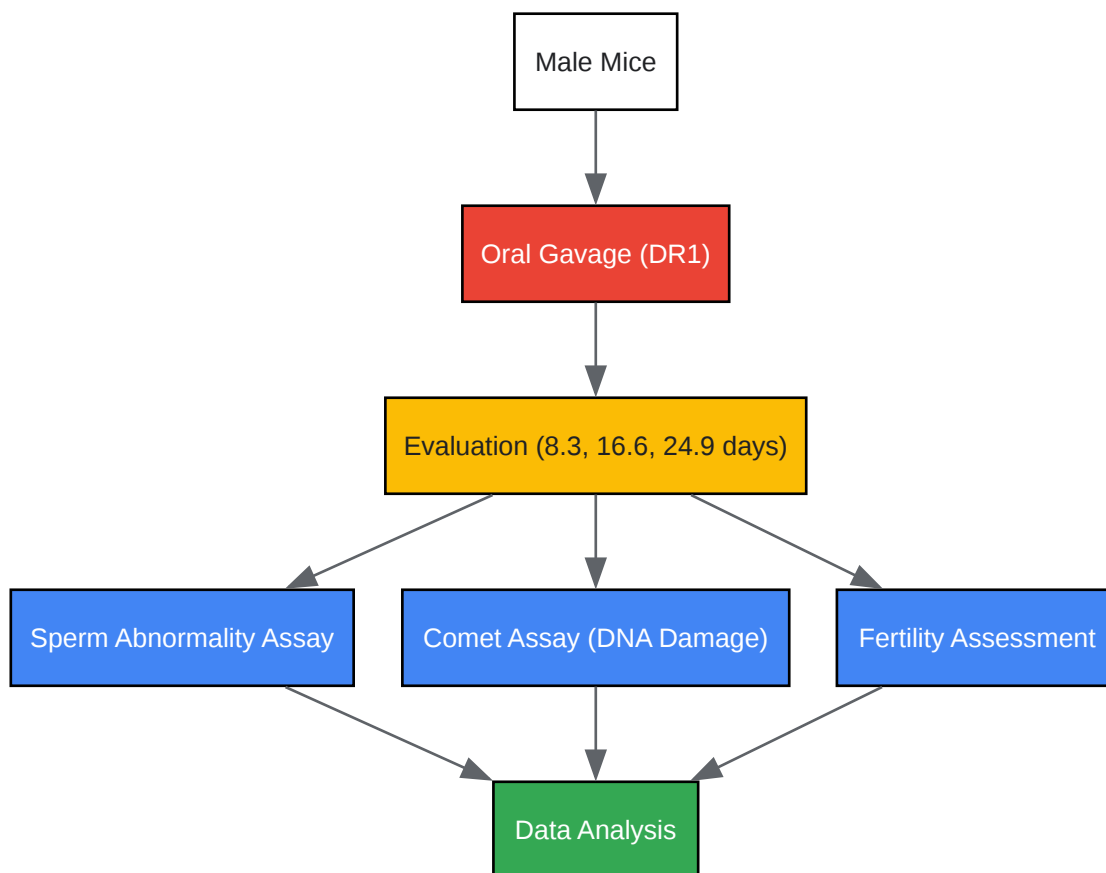 Male Mice
Oral Gavage (DR1)
Evaluation (8.3, 16.6, 24.9 days)
Sperm Abnormality Assay
Comet Assay (DNA Damage)
Fertility Assessment
Data Analysis